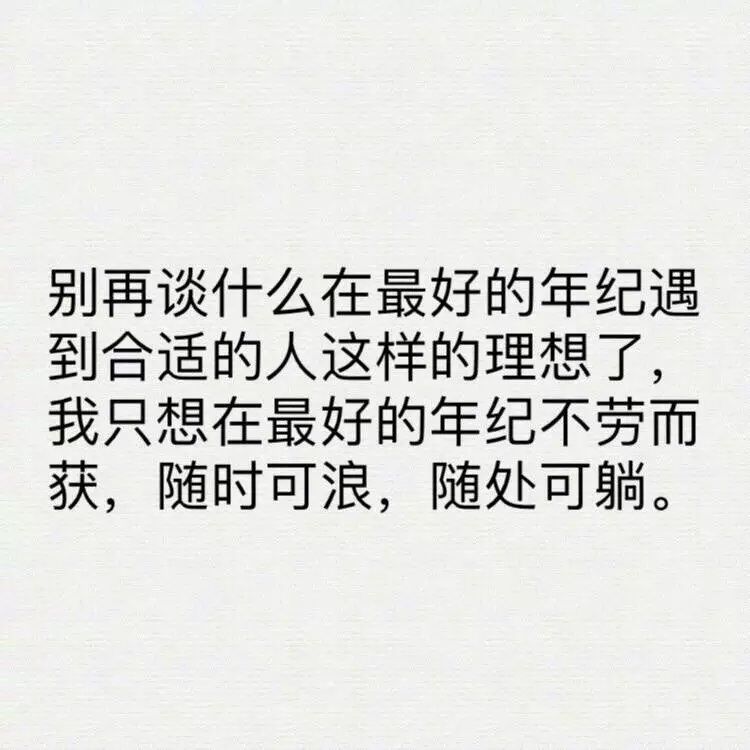 别再谈什么在最好的年纪遇
到合适的人这样的理想了，
我只想在最好的年纪不劳而
获，随时可浪，随处可躺。